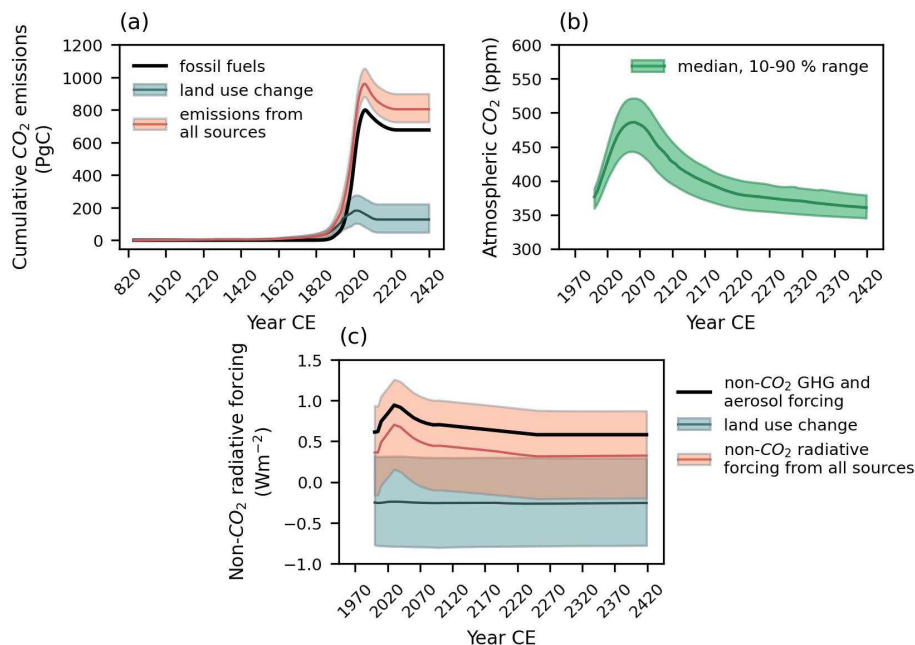 (a)
Cumulative CO₂ emissions
(PgC)
1200
1000
800
600
400
200
0
fossil fuels
land use change
emissions from
all sources
820
1020
1220
1420
1620
1820
2020
2220
2420
Year CE
(b)
Atmospheric CO₂ (ppm)
600
550
500
450
400
350
300
median, 10-90 % range
1970
2020
2070
2120
2170
2220
2270
2320
2370
2420
Year CE
(c)
Non-CO₂ radiative forcing
(Wm⁻²)
1.5
1.0
0.5
0.0
−0.5
−1.0
1970
2020
2070
2120
2170
2220
2270
2320
2370
2420
Year CE
non-CO₂ GHG and
aerosol forcing
land use change
non-CO₂ radiative
forcing from all sources